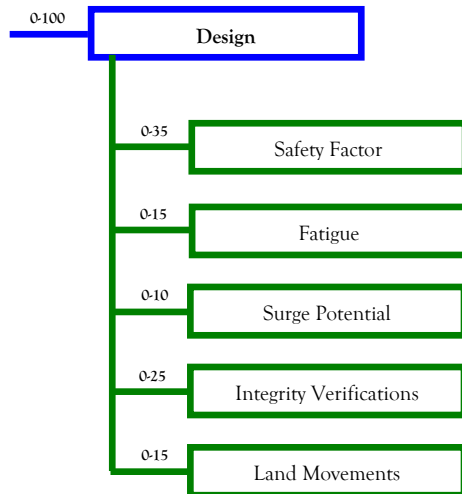 0-100
Design
0-35
Safety Factor
0-15
Fatigue
0-10
Surge Potential
0-25
Integrity Verifications
0-15
Land Movements